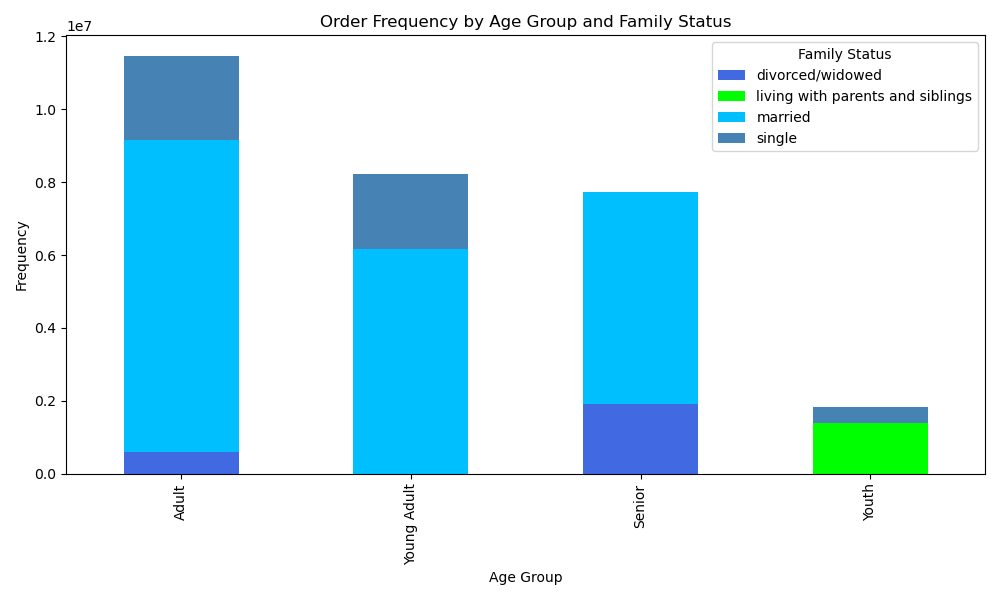 Order Frequency by Age Group and Family Status
1e7
1.2
1.0
0.8
0.6
0.4
0.2
0.0
Frequency
Family Status
divorced/widowed
living with parents and siblings
married
single
Adult
Young Adult
Senior
Youth
Age Group